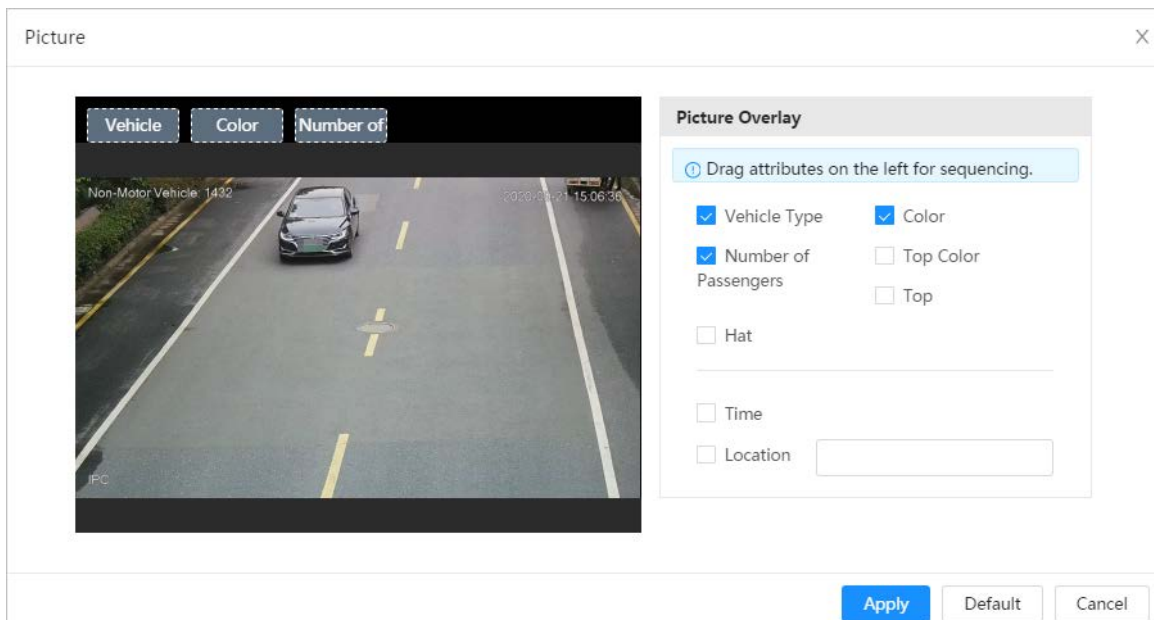 Picture
Vehicle
Color
Number of
Non-Motor Vehicle: 1432
15:06:36
IPC
Picture Overlay
Drag attributes on the left for sequencing.
Vehicle Type
Color
Number of
Passengers
Top Color
Top
Hat
Time
Location
Apply
Default
Cancel